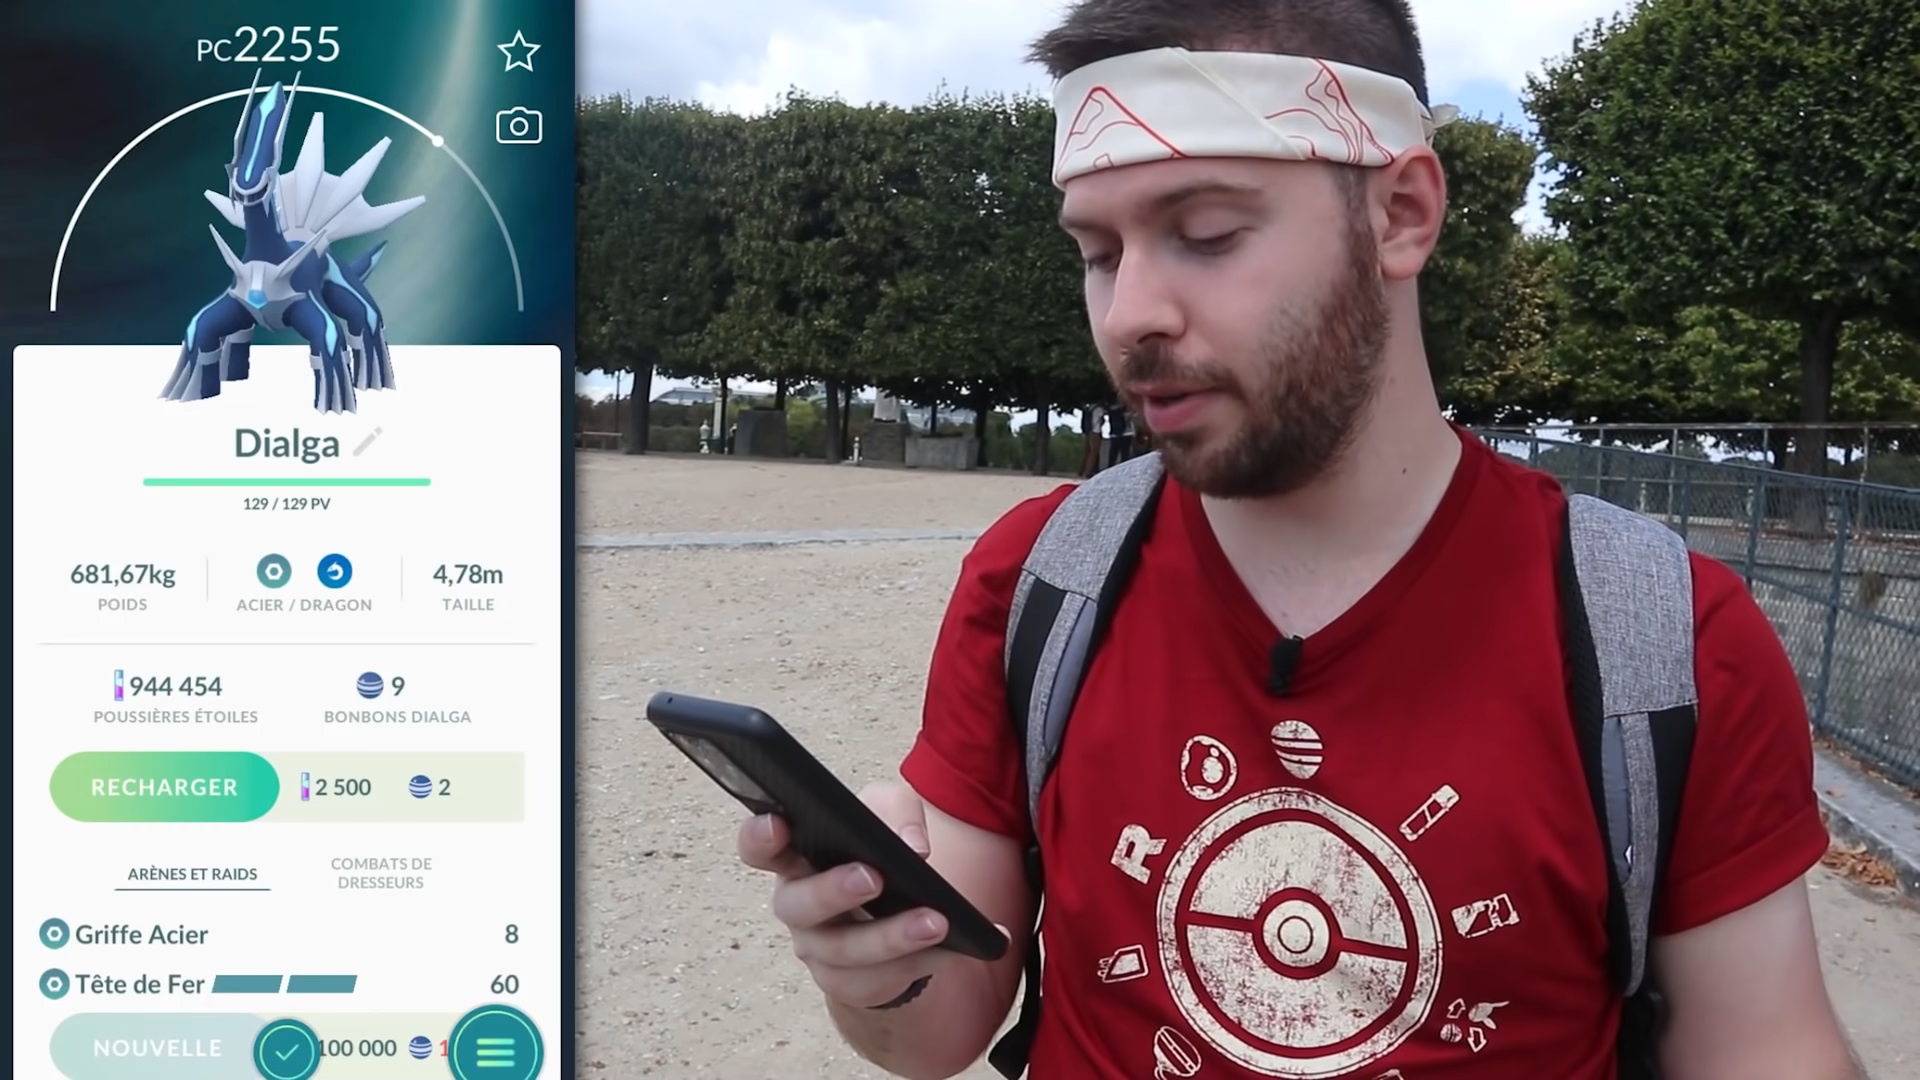 PC2255
Dialga
129 / 129 PV
681,67kg
POIDS
ACIER / DRAGON
4,78m
TAILLE
944 454
POUSSIÈRES ÉTOILES
9
BONBONS DIALGA
RECHARGER
2 500
2
ARÈNES ET RAIDS
COMBATS DE
DRESSEURS
Griffe Acier 8
Tête de Fer 60
NOUVELLE
100 000
R